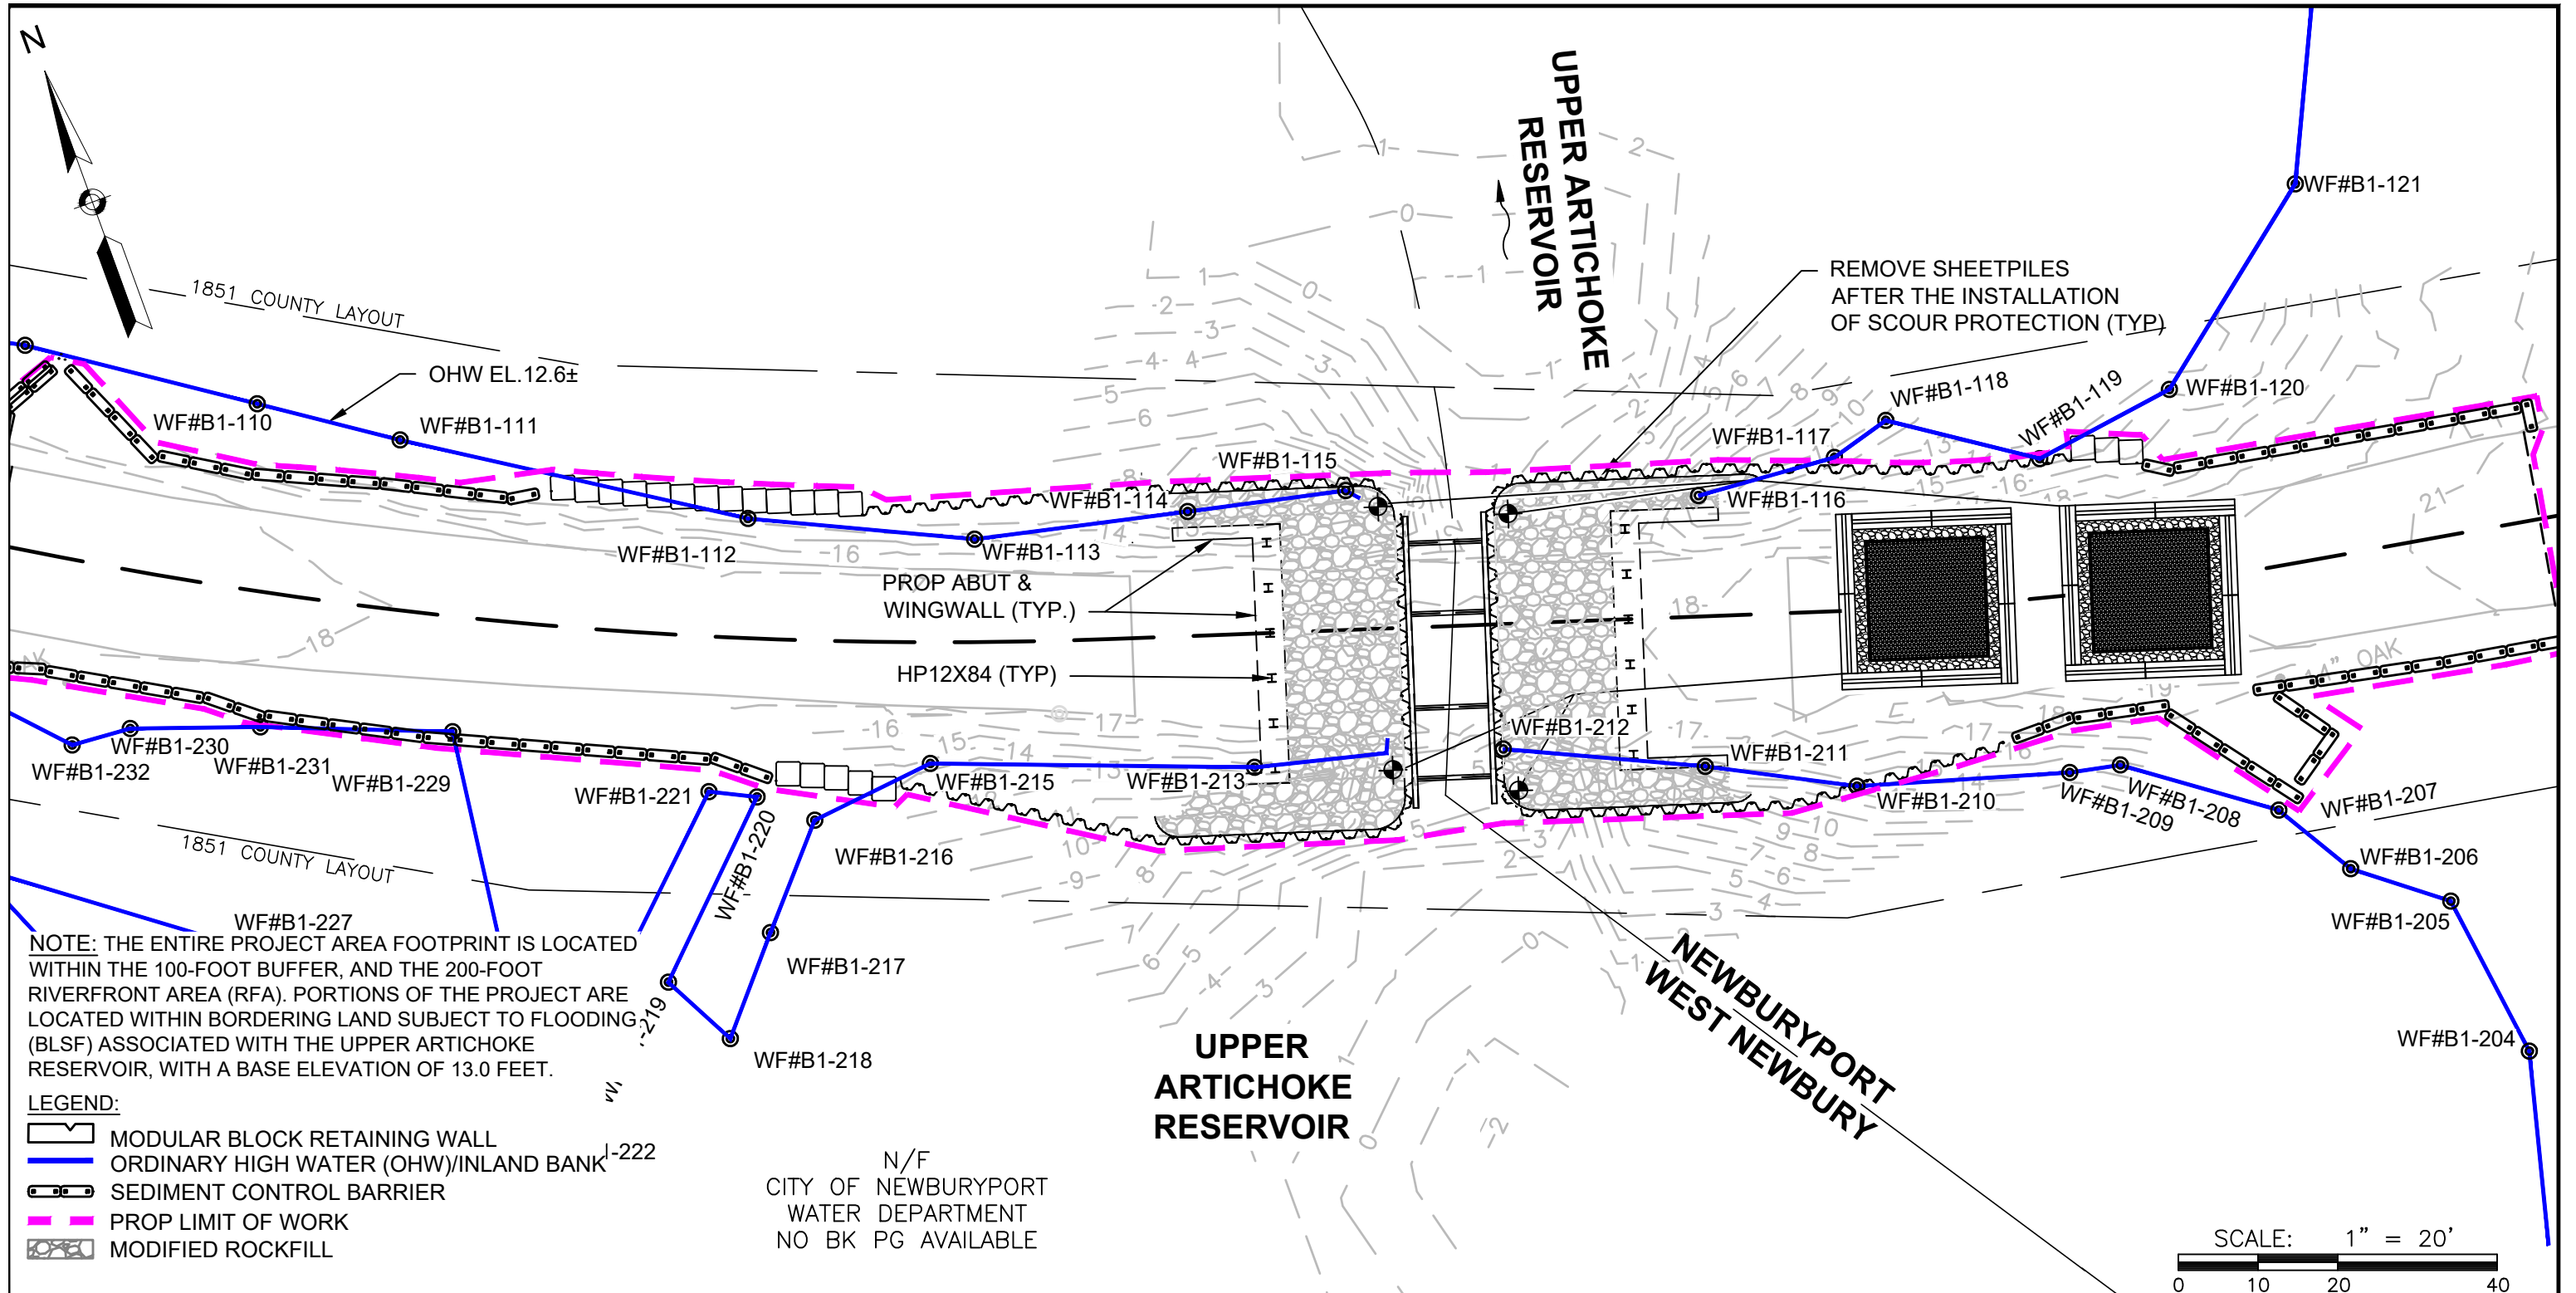 N
UPPER ARTICHOKE
RESERVOIR
WF#B1-121
REMOVE SHEETPILES
AFTER THE INSTALLATION
OF SCOUR PROTECTION (TYP)
1851 COUNTY LAYOUT
OHW EL.12.6±
WF#B1-110
WF#B1-111
WF#B1-115
WF#B1-117
WF#B1-118
WF#B1-119
WF#B1-120
WF#B1-112
WF#B1-113
WF#B1-114
WF#B1-116
PROP ABUT &
WINGWALL (TYP.)
HP12X84 (TYP)
16
18
18
21
14" OAK
WF#B1-232
WF#B1-230
WF#B1-231
WF#B1-229
WF#B1-221
WF#B1-220
WF#B1-215
WF#B1-213
WF#B1-212
WF#B1-211
WF#B1-210
WF#B1-209
WF#B1-208
WF#B1-207
WF#B1-206
WF#B1-205
WF#B1-204
WF#B1-216
WF#B1-217
WF#B1-218
-219
-222
1851 COUNTY LAYOUT
WF#B1-227
NOTE: THE ENTIRE PROJECT AREA FOOTPRINT IS LOCATED
WITHIN THE 100-FOOT BUFFER, AND THE 200-FOOT
RIVERFRONT AREA (RFA). PORTIONS OF THE PROJECT ARE
LOCATED WITHIN BORDERING LAND SUBJECT TO FLOODING
(BLSF) ASSOCIATED WITH THE UPPER ARTICHOKE
RESERVOIR, WITH A BASE ELEVATION OF 13.0 FEET.
LEGEND:
MODULAR BLOCK RETAINING WALL
ORDINARY HIGH WATER (OHW)/INLAND BANK
SEDIMENT CONTROL BARRIER
PROP LIMIT OF WORK
MODIFIED ROCKFILL
UPPER
ARTICHOKE
RESERVOIR
N/F
CITY OF NEWBURYPORT
WATER DEPARTMENT
NO BK PG AVAILABLE
NEWBURYPORT
WEST NEWBURY
SCALE: 1" = 20'
0 10 20 40